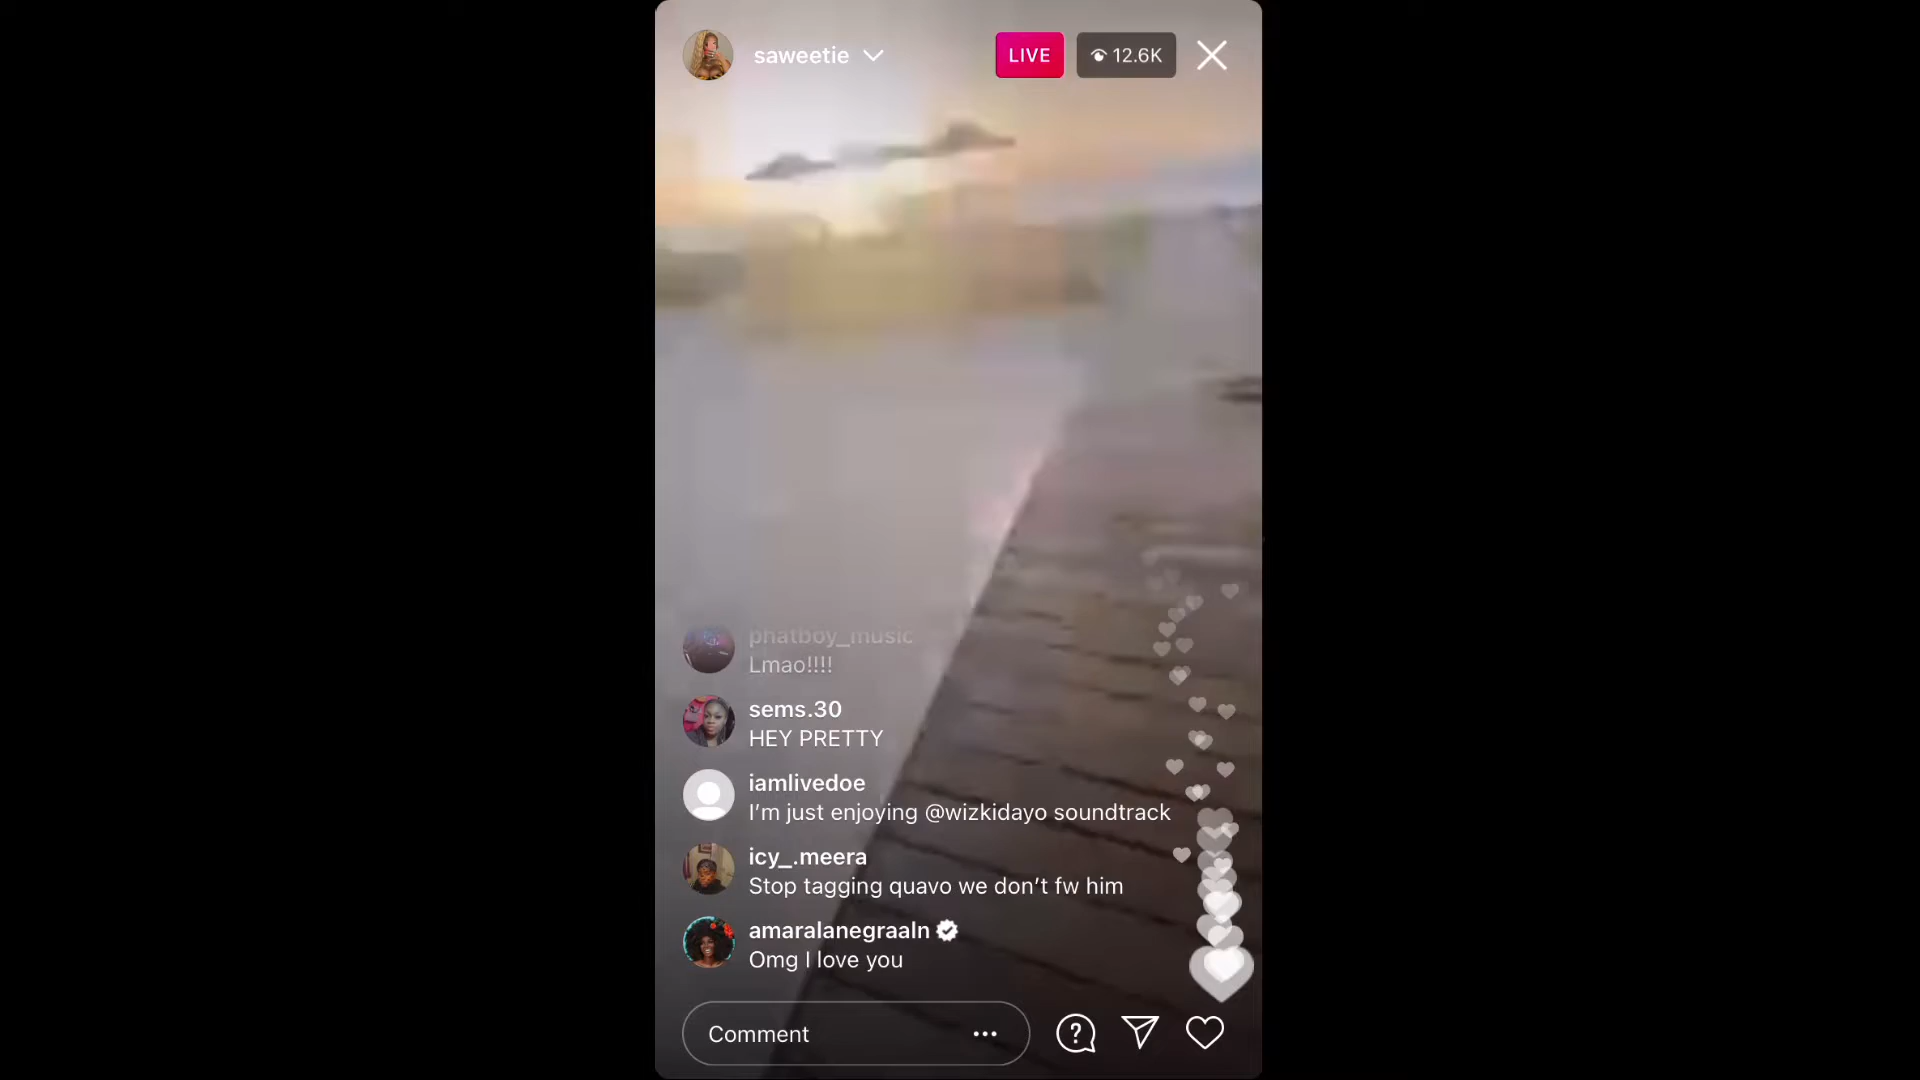 saweetie
LIVE
12.6K
phatboy_music
Lmao!!!!
sems.30
HEY PRETTY
iamlivedoe
I’m just enjoying @wizkidayo soundtrack
icy_.meera
Stop tagging quavo we don’t fw him
amaralanegraaln
Omg I love you
Comment